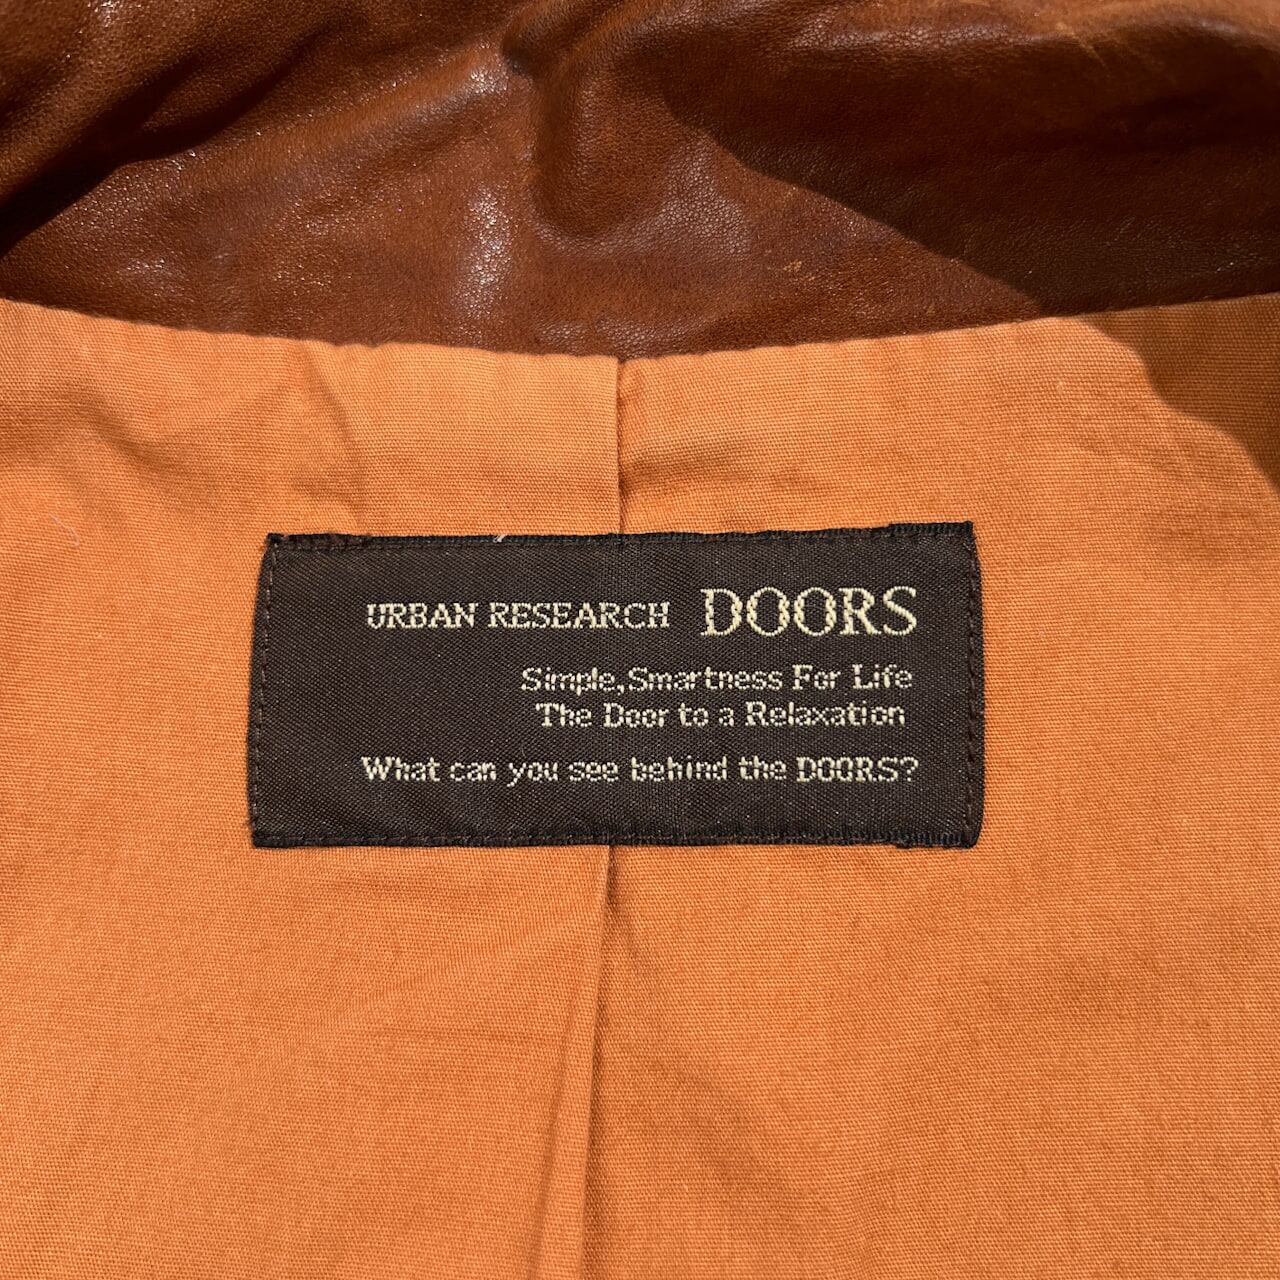 URBAN RESEARCH DOORS
Simple,Smartness For Life
The Door to a Relaxation
What can you see behind the DOORS?